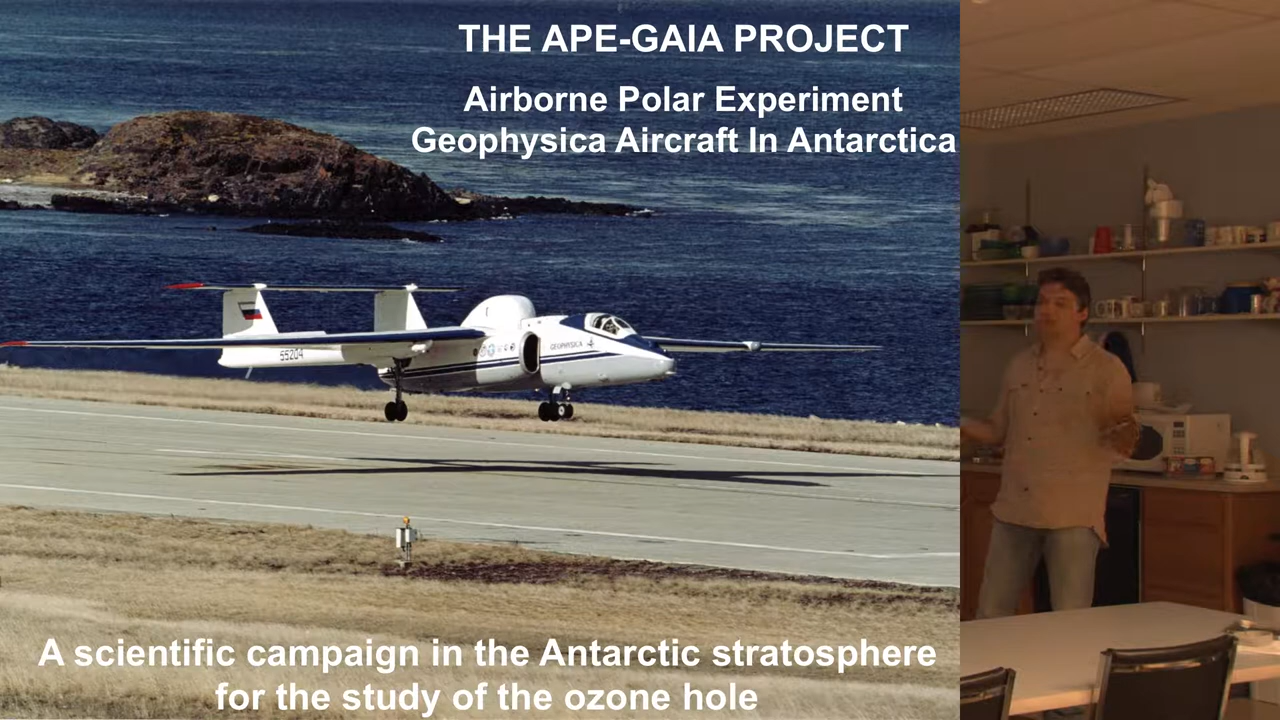 THE APE-GAIA PROJECT
Airborne Polar Experiment
Geophysica Aircraft In Antarctica
GEOPHYSICA
55204
A scientific campaign in the Antarctic stratosphere
for the study of the ozone hole